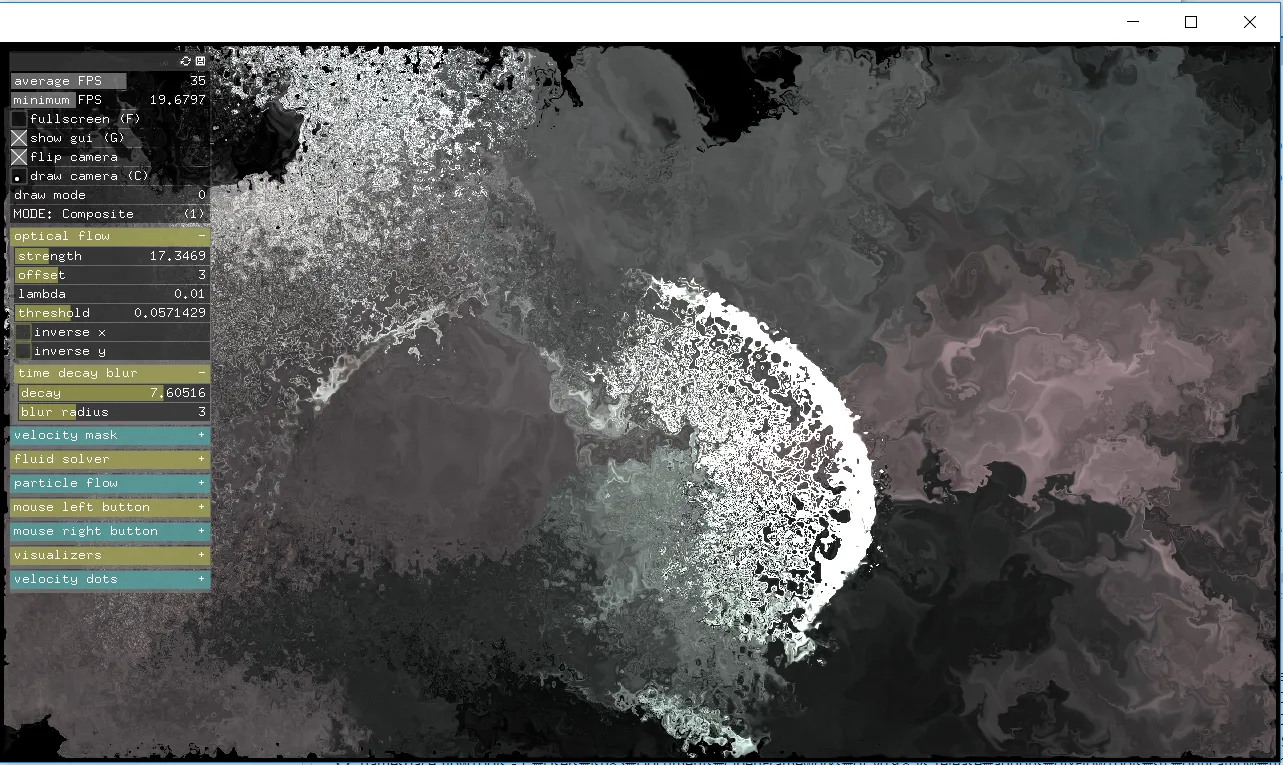 average FPS 35
minimum FPS 19.6797
fullscreen (F)
show gui (G)
flip camera
draw camera (C)
draw mode 0
MODE: Composite (1)
optical flow -
strength 17.3469
offset 3
lambda 0.01
threshold 0.0571429
inverse x
inverse y
time decay blur -
decay 7.60516
blur radius 3
velocity mask +
fluid solver +
particle flow +
mouse left button +
mouse right button +
visualizers +
velocity dots +